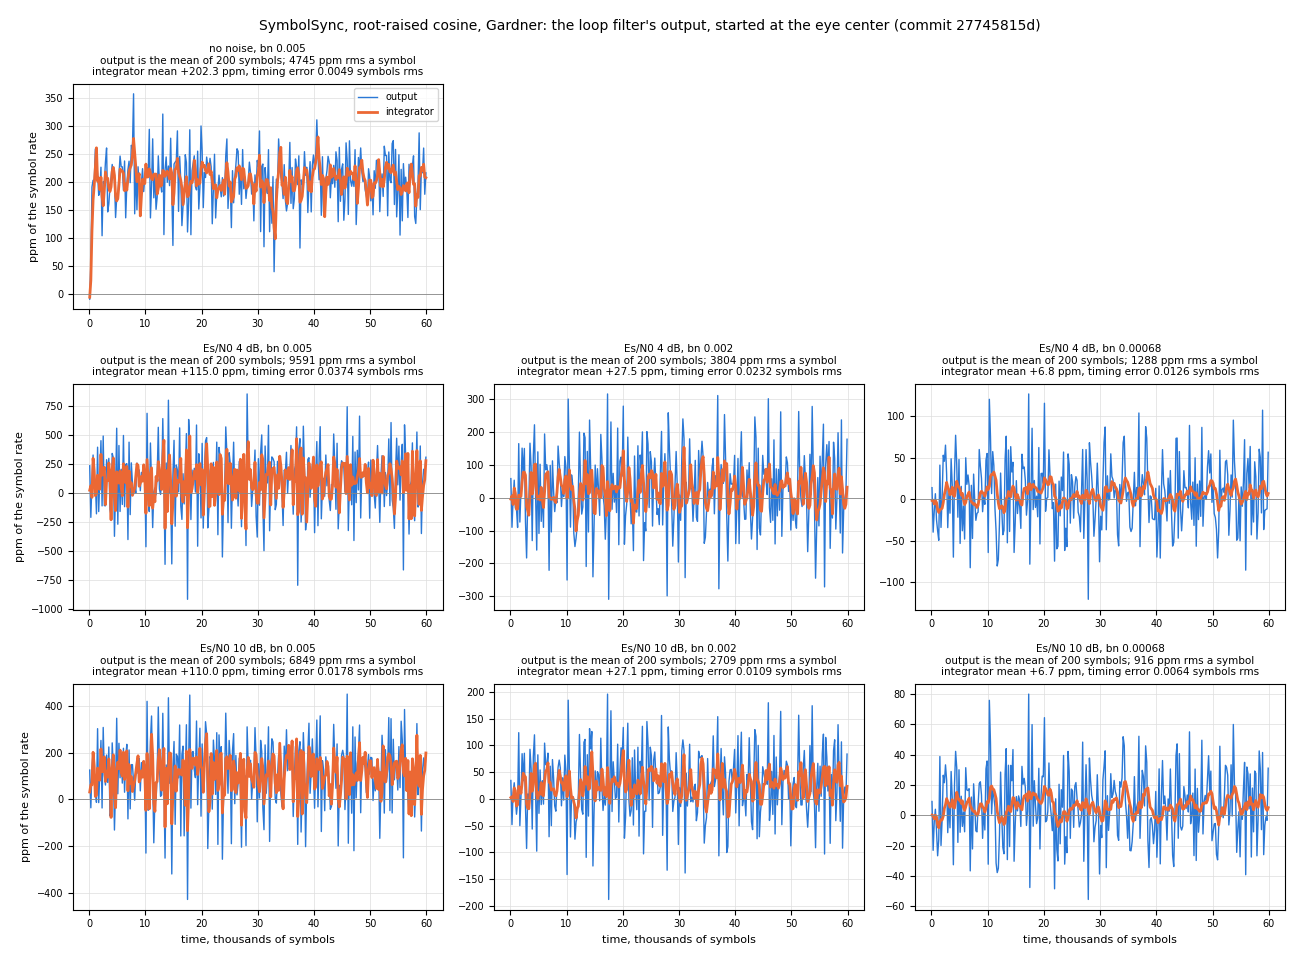 SymbolSync, root-raised cosine, Gardner: the loop filter's output, started at the eye center (commit 27745815d)
no noise, bn 0.005
output is the mean of 200 symbols; 4745 ppm rms a symbol
integrator mean +202.3 ppm, timing error 0.0049 symbols rms
ppm of the symbol rate
350
300
250
200
150
100
50
0
output
integrator
0 10 20 30 40 50 60
Es/N0 4 dB, bn 0.005
output is the mean of 200 symbols; 9591 ppm rms a symbol
integrator mean +115.0 ppm, timing error 0.0374 symbols rms
ppm of the symbol rate
750
500
250
0
−250
−500
−750
−1000
0 10 20 30 40 50 60
Es/N0 4 dB, bn 0.002
output is the mean of 200 symbols; 3804 ppm rms a symbol
integrator mean +27.5 ppm, timing error 0.0232 symbols rms
300
200
100
0
−100
−200
−300
0 10 20 30 40 50 60
Es/N0 4 dB, bn 0.00068
output is the mean of 200 symbols; 1288 ppm rms a symbol
integrator mean +6.8 ppm, timing error 0.0126 symbols rms
100
50
0
−50
−100
0 10 20 30 40 50 60
Es/N0 10 dB, bn 0.005
output is the mean of 200 symbols; 6849 ppm rms a symbol
integrator mean +110.0 ppm, timing error 0.0178 symbols rms
ppm of the symbol rate
400
200
0
−200
−400
0 10 20 30 40 50 60
time, thousands of symbols
Es/N0 10 dB, bn 0.002
output is the mean of 200 symbols; 2709 ppm rms a symbol
integrator mean +27.1 ppm, timing error 0.0109 symbols rms
200
150
100
50
0
−50
−100
−150
−200
0 10 20 30 40 50 60
time, thousands of symbols
Es/N0 10 dB, bn 0.00068
output is the mean of 200 symbols; 916 ppm rms a symbol
integrator mean +6.7 ppm, timing error 0.0064 symbols rms
80
60
40
20
0
−20
−40
−60
0 10 20 30 40 50 60
time, thousands of symbols